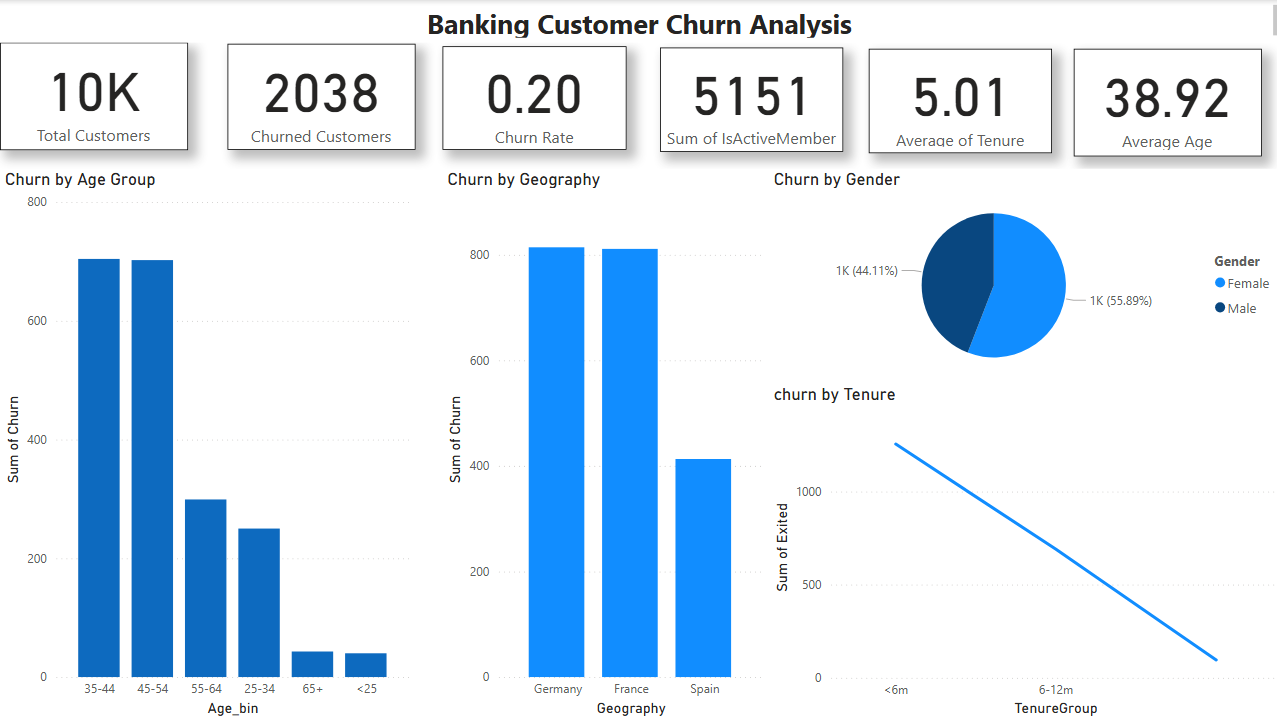 Banking Customer Churn Analysis
10K
Total Customers
2038
Churned Customers
0.20
Churn Rate
5151
Sum of IsActiveMember
5.01
Average of Tenure
38.92
Average Age
Churn by Age Group
Sum of Churn
800
600
400
200
0
35-44 45-54 55-64 25-34 65+ <25
Age_bin
Churn by Geography
Sum of Churn
800
600
400
200
0
Germany France Spain
Geography
Churn by Gender
1K (44.11%)
1K (55.89%)
Gender
Female
Male
churn by Tenure
Sum of Exited
1000
500
0
<6m 6-12m
TenureGroup